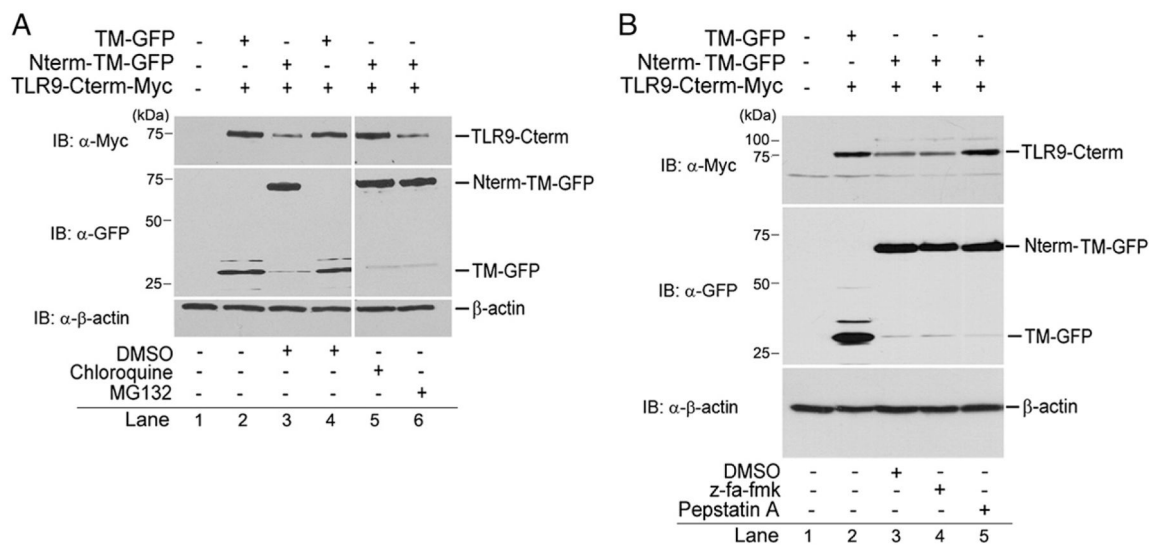 A
TM-GFP - + - + - -
Nterm-TM-GFP - - + - + +
TLR9-Cterm-Myc - + + + + +
(kDa)
IB: α-Myc 75 TLR9-Cterm
75 Nterm-TM-GFP
50
IB: α-GFP
TM-GFP
25
IB: α-β-actin β-actin
DMSO - - + + - -
Chloroquine - - - - + -
MG132 - - - - - +
Lane 1 2 3 4 5 6
B
TM-GFP - + - - -
Nterm-TM-GFP - - + + +
TLR9-Cterm-Myc - + + + +
(kDa)
100
IB: α-Myc 75 TLR9-Cterm
75 Nterm-TM-GFP
IB: α-GFP 50
TM-GFP
25
IB: α-β-actin β-actin
DMSO - - + - -
z-fa-fmk - - - + -
Pepstatin A - - - - +
Lane 1 2 3 4 5